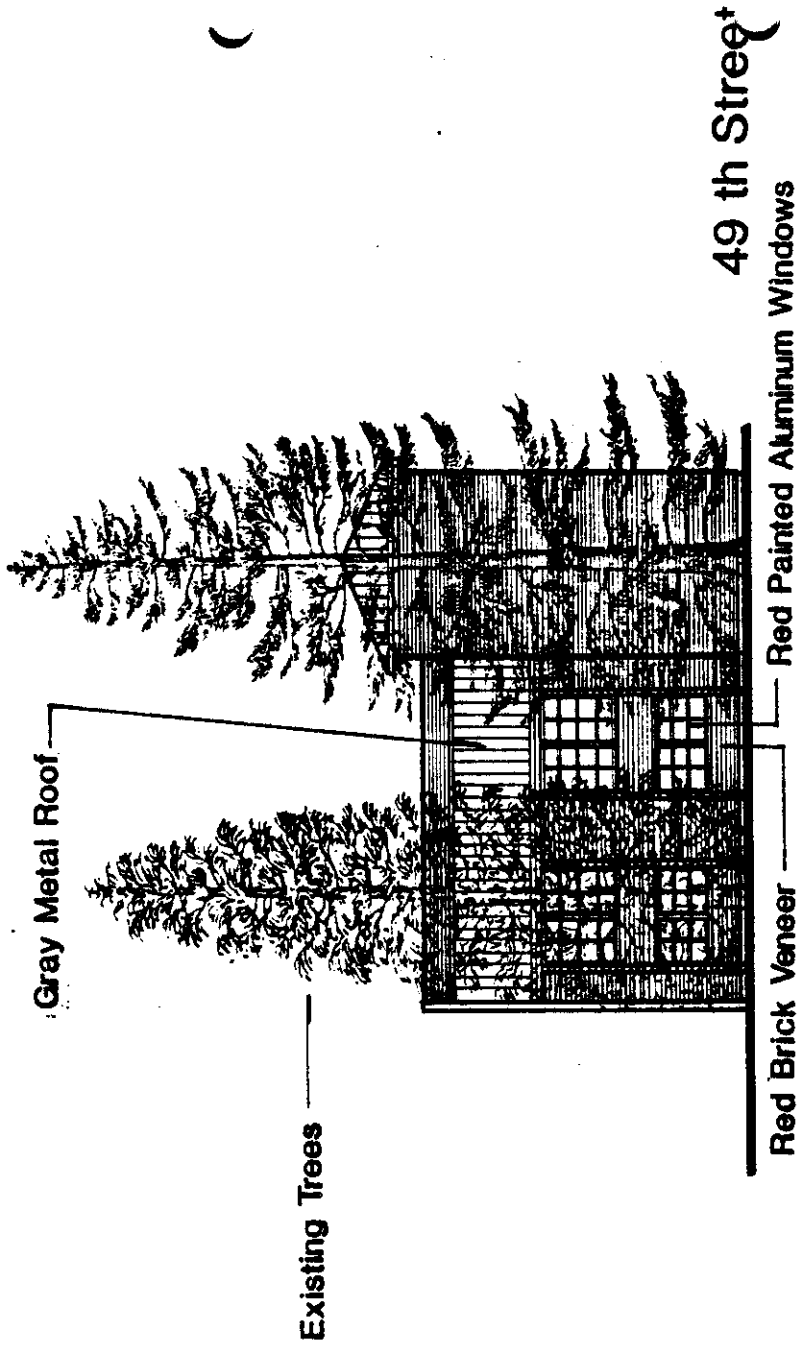 Gray Metal Roof
Existing Trees
49 th Street
Red Painted Aluminum Windows
Red Brick Veneer